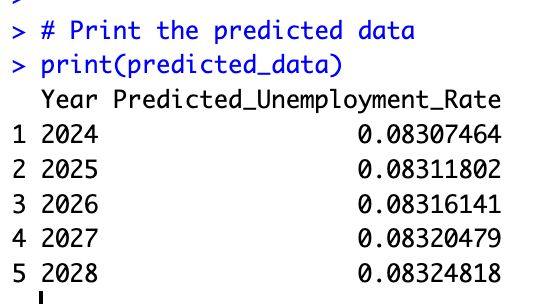 >
> # Print the predicted data
> print(predicted_data)
  Year Predicted_Unemployment_Rate
1 2024                  0.08307464
2 2025                  0.08311802
3 2026                  0.08316141
4 2027                  0.08320479
5 2028                  0.08324818